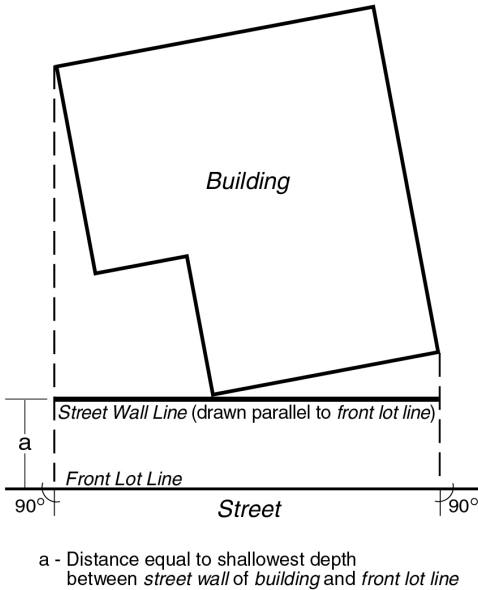 Building
Street Wall Line (drawn parallel to front lot line)
a
Front Lot Line
90° Street 90°
a - Distance equal to shallowest depth
between street wall of building and front lot line